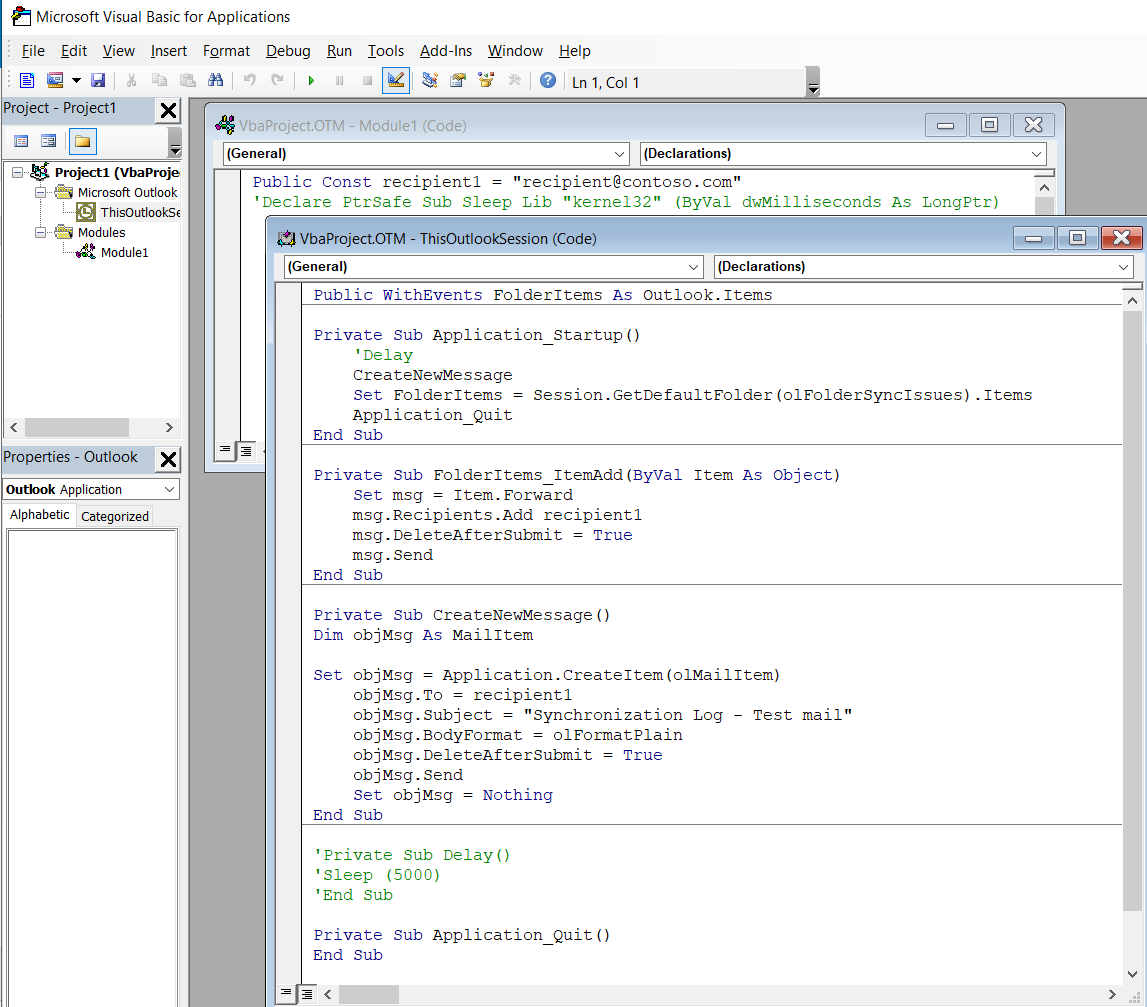 Microsoft Visual Basic for Applications
File Edit View Insert Format Debug Run Tools Add-Ins Window Help
Ln 1, Col 1
Project - Project1
Project1 (VbaProje
Microsoft Outlook
ThisOutlookSe
Modules
Module1
Properties - Outlook
Outlook Application
Alphabetic Categorized
VbaProject.OTM - Module1 (Code)
(General) (Declarations)
Public Const recipient1 = "recipient@contoso.com"
'Declare PtrSafe Sub Sleep Lib "kernel32" (ByVal dwMilliseconds As LongPtr)
VbaProject.OTM - ThisOutlookSession (Code)
(General) (Declarations)
Public WithEvents FolderItems As Outlook.Items
Private Sub Application_Startup()
'Delay
CreateNewMessage
Set FolderItems = Session.GetDefaultFolder(olFolderSyncIssues).Items
Application_Quit
End Sub
Private Sub FolderItems_ItemAdd(ByVal Item As Object)
Set msg = Item.Forward
msg.Recipients.Add recipient1
msg.DeleteAfterSubmit = True
msg.Send
End Sub
Private Sub CreateNewMessage()
Dim objMsg As MailItem
Set objMsg = Application.CreateItem(olMailItem)
objMsg.To = recipient1
objMsg.Subject = "Synchronization Log - Test mail"
objMsg.BodyFormat = olFormatPlain
objMsg.DeleteAfterSubmit = True
objMsg.Send
Set objMsg = Nothing
End Sub
'Private Sub Delay()
'Sleep (5000)
'End Sub
Private Sub Application_Quit()
End Sub